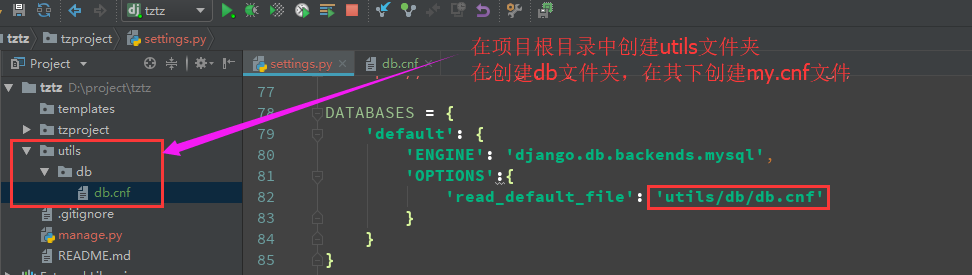 tztz
tztz
tzproject
settings.py
Project
settings.py
db.cnf
在项目根目录中创建utils文件夹
在创建db文件夹，在其下创建my.cnf文件
tztz D:\project\tztz
templates
tzproject
utils
db
db.cnf
.gitignore
manage.py
README.md
77
78 DATABASES = {
79 'default': {
80 'ENGINE': 'django.db.backends.mysql',
81 'OPTIONS':{
82 'read_default_file': 'utils/db/db.cnf'
83 }
84 }
85 }